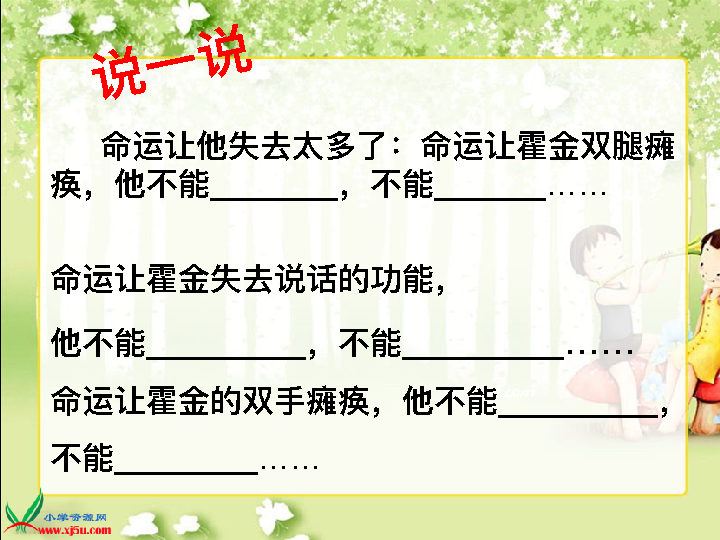 说一说
命运让他失去太多了：命运让霍金双腿瘫
痪，他不能________，不能_______……
命运让霍金失去说话的功能，
他不能__________，不能__________……
命运让霍金的双手瘫痪，他不能__________，
不能_________……
小学资源网
www.xj5u.com